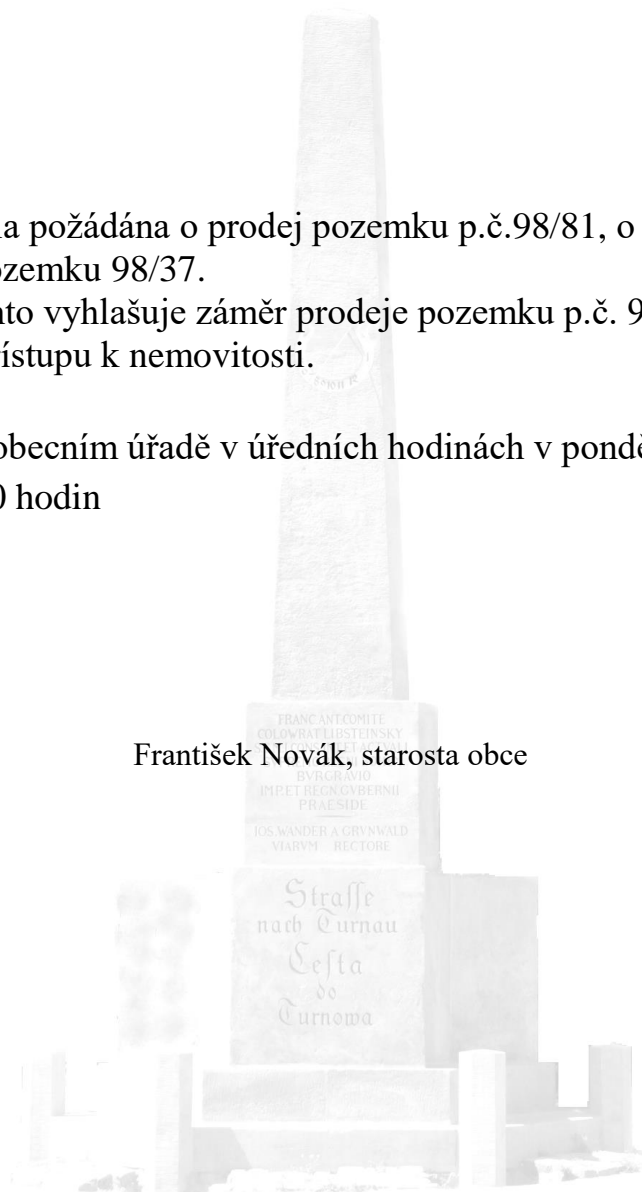 la požádána o prodej pozemku p.č.98/81, o
ozemku 98/37.
nto vyhlašuje záměr prodeje pozemku p.č. 9
řístupu k nemovitosti.
obecním úřadě v úředních hodinách v pondě
0 hodin
FRANC ANT.COMITE
COLOWRAT LIBSTEINSKY
František Novák, starosta obce
BVRGRAVIO
IMP.ET REGN.GVBERNII
PRAESIDE
IOS WANDER A GRVNWALD
VIARVM RECTORE
Straſſe
nach Turnau
Ceſta
do
Turnowa